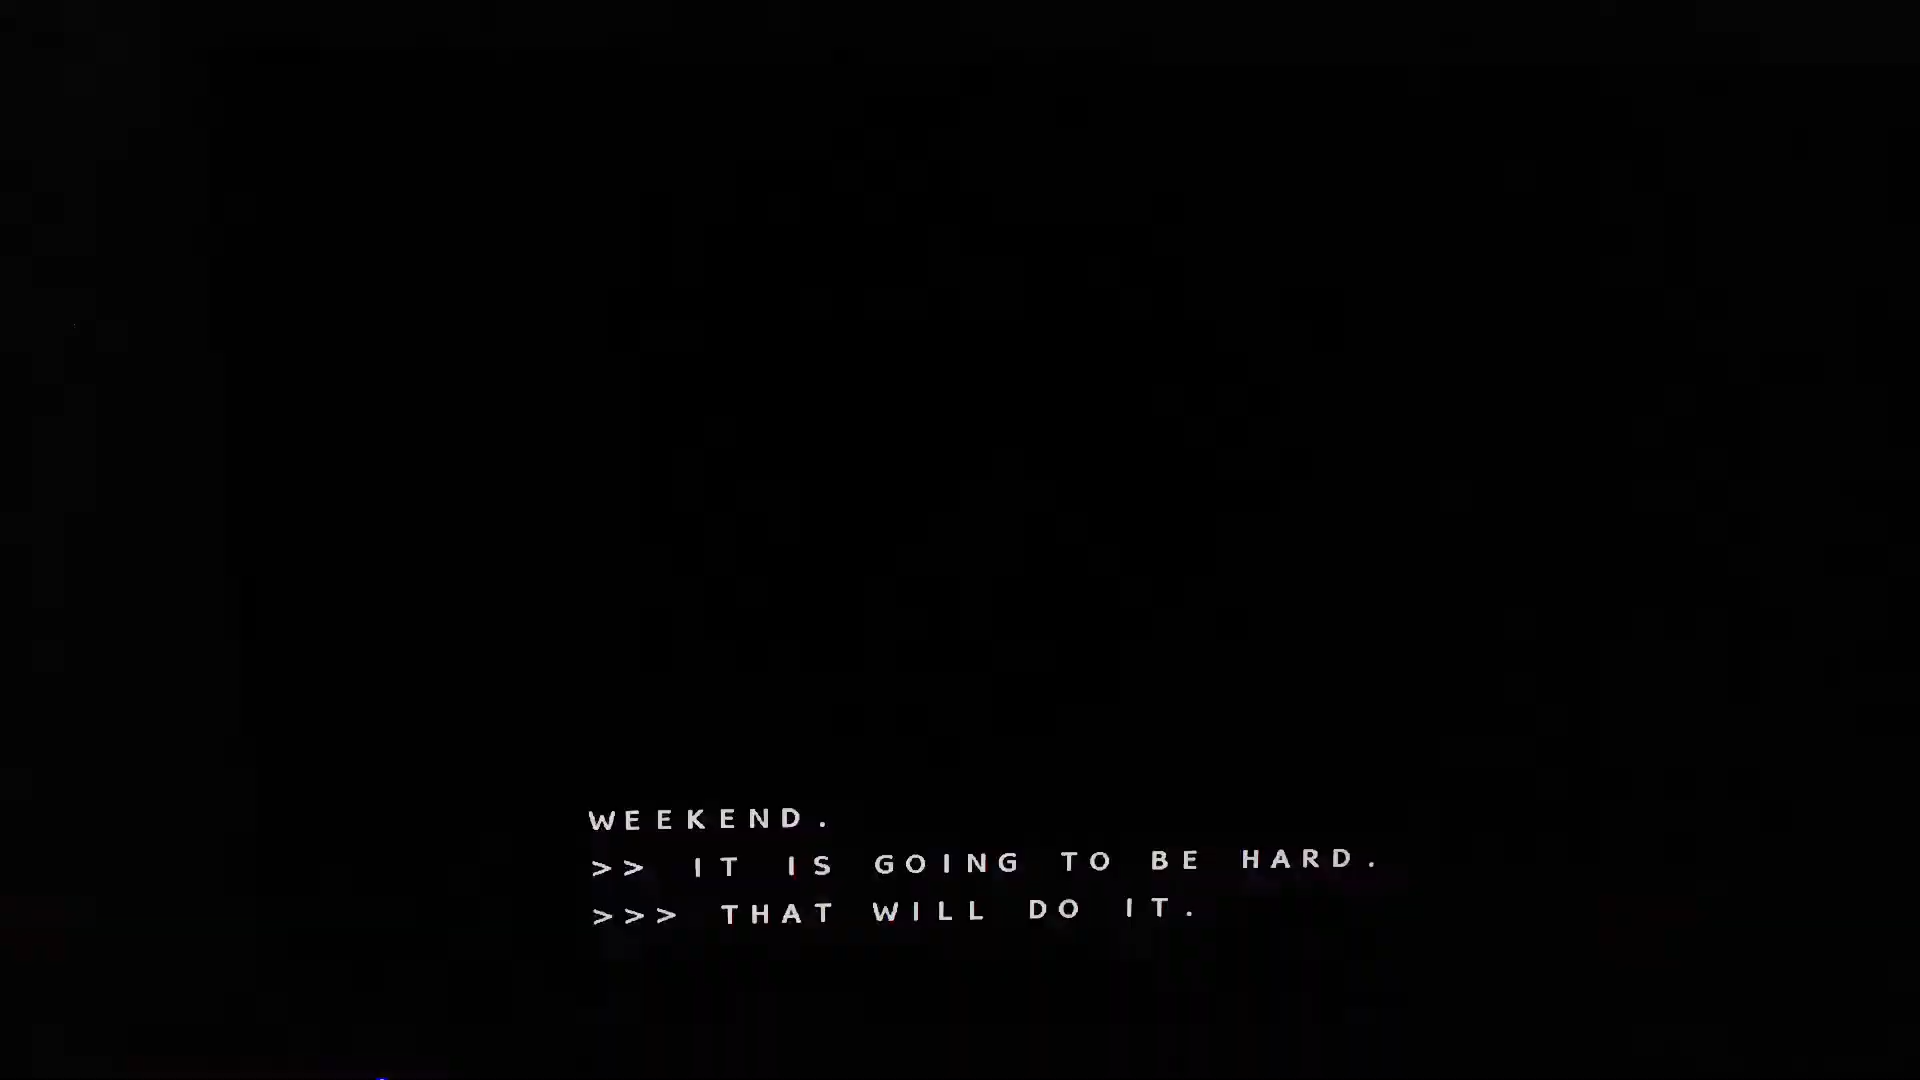 WEEKEND.
>> IT IS GOING TO BE HARD.
>>> THAT WILL DO IT.